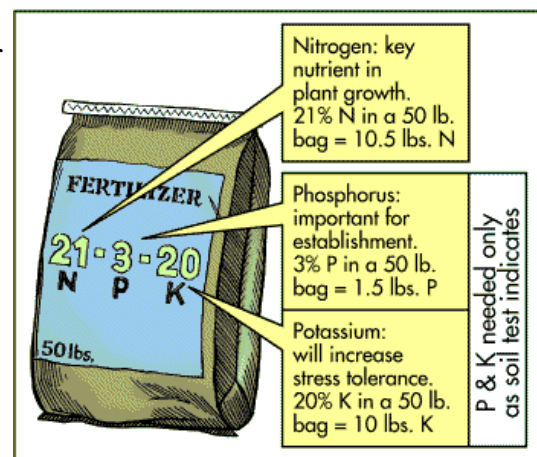 Nitrogen: key
nutrient in
plant growth.
21% N in a 50 lb.
bag = 10.5 lbs. N
Phosphorus:
important for
establishment.
3% P in a 50 lb.
bag = 1.5 lbs. P
Potassium:
will increase
stress tolerance.
20% K in a 50 lb.
bag = 10 lbs. K
P & K needed only
as soil test indicates
FERTILIZER
21-3-20
N P K
50 lbs.